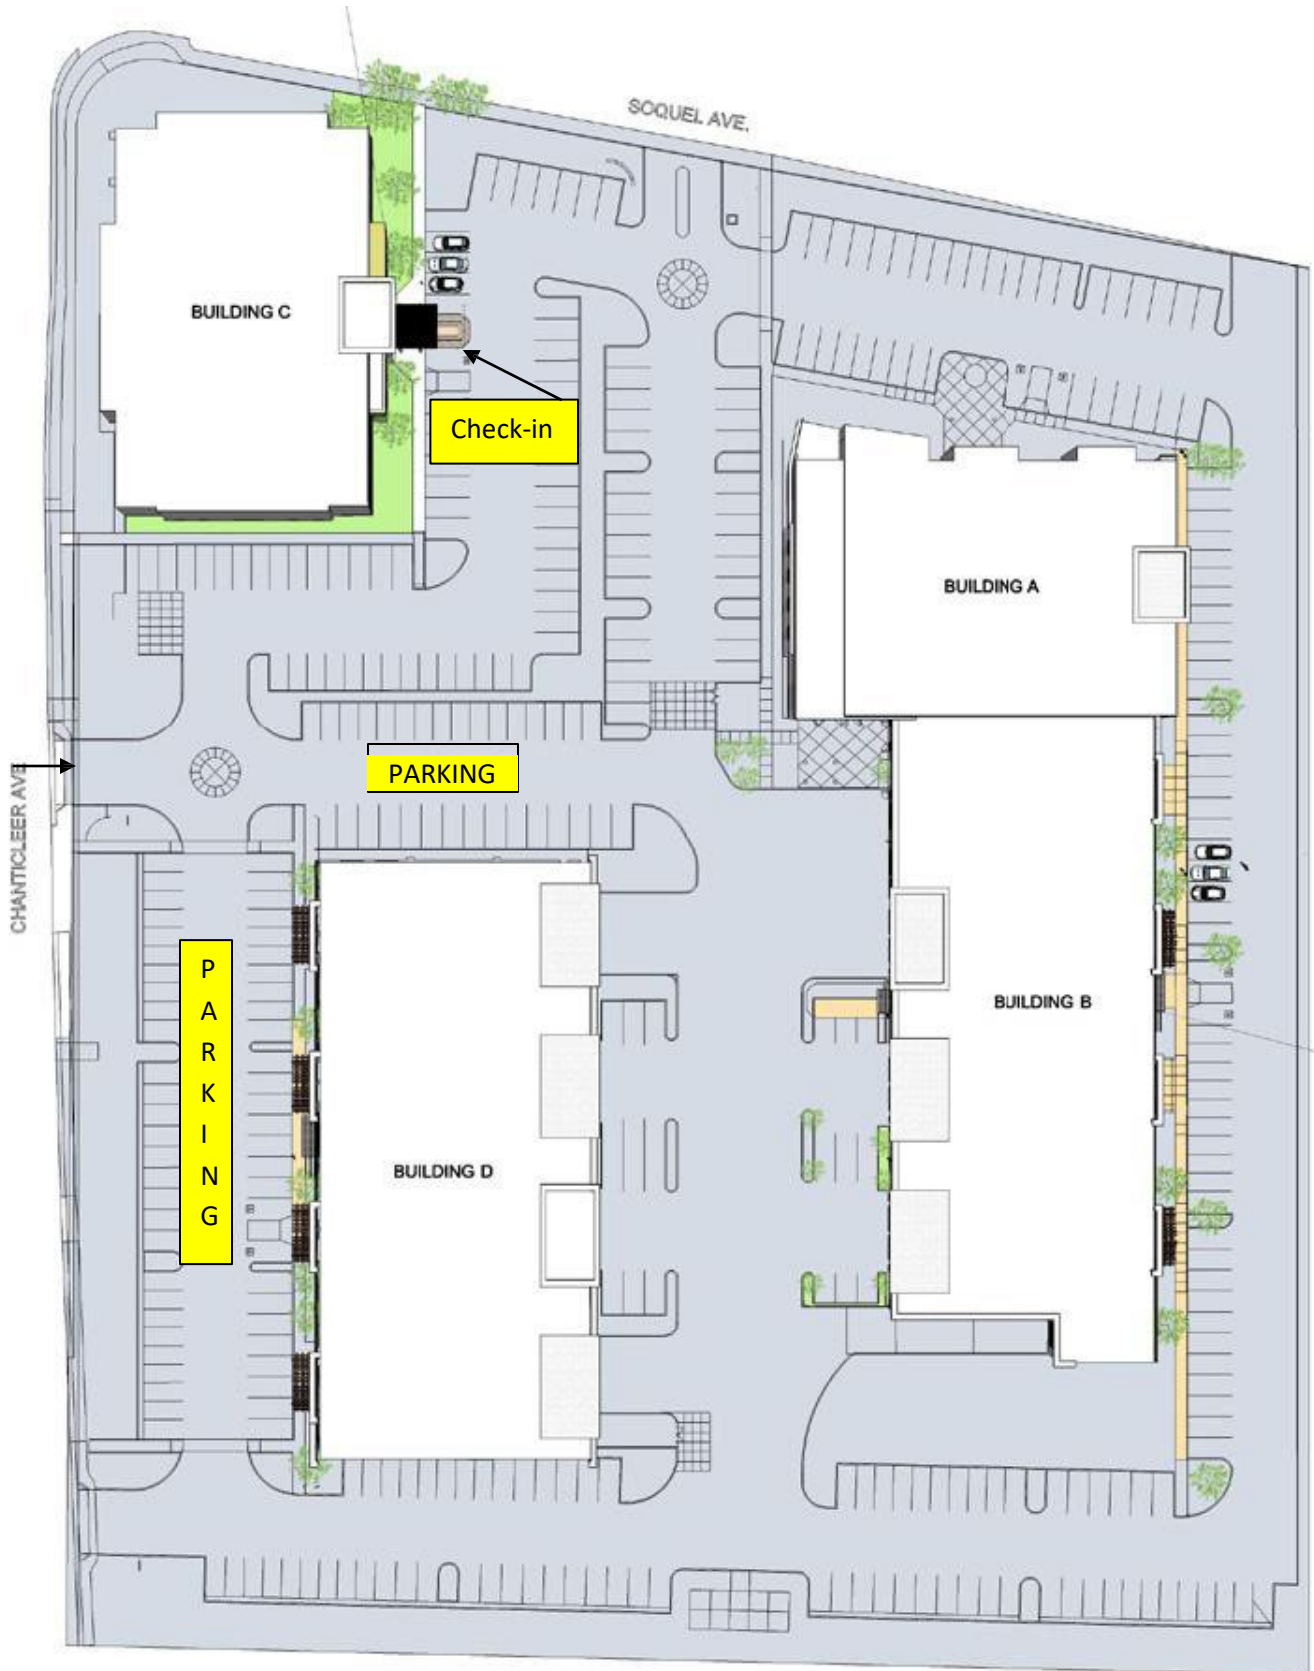 SOQUEL AVE.
BUILDING C
Check-in
BUILDING A
CHANTICLEER AVE
PARKING
P
A
R
K
I
N
G
BUILDING B
BUILDING D